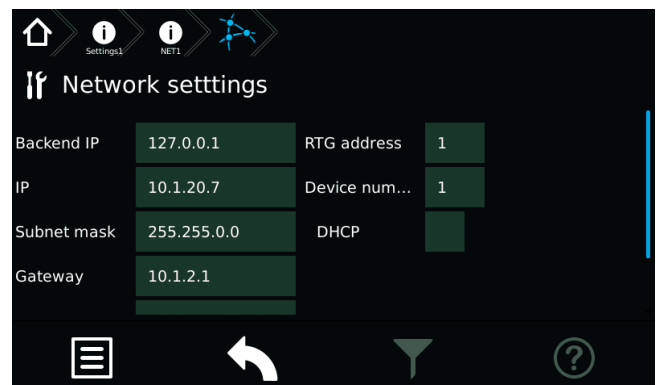 Settings1
NET1
Network setttings
Backend IP 127.0.0.1 RTG address 1
IP 10.1.20.7 Device num... 1
Subnet mask 255.255.0.0 DHCP
Gateway 10.1.2.1